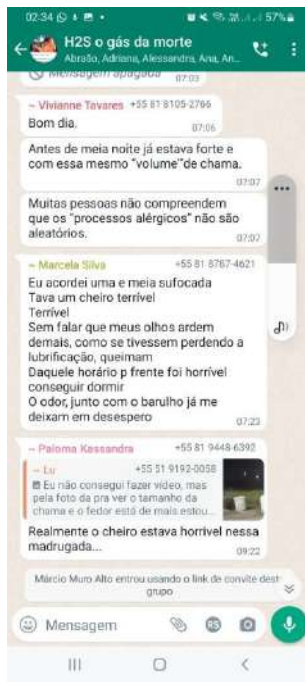 02:34
57%
H2S o gás da morte
Abraão, Adriana, Alessandra, Ana, An...
Mensagem apagada 07:03
~ Vivianne Tavares +55 81 8105-2766
Bom dia.
07:06
Antes de meia noite já estava forte e
com essa mesmo "volume"de chama.
07:07
Muitas pessoas não compreendem
que os "processos alérgicos" não são
aleatórios.
07:07
~ Marcela Silva +55 81 8767-4621
Eu acordei uma e meia sufocada
Tava um cheiro terrível
Terrível
Sem falar que meus olhos ardem
demais, como se tivessem perdendo a
lubrificação, queimam
Daquele horário p frente foi horrível
conseguir dormir
O odor, junto com o barulho já me
deixam em desespero
07:23
~ Paloma Kessandra +55 81 9448-6392
~ Lu +55 51 9192-0058
Eu não consegui fazer vídeo, mas
pela foto da pra ver o tamanho da
chama e o fedor está de mais estou...
Realmente o cheiro estava horrivel nessa
madrugada...
09:22
Márcio Muro Alto entrou usando o link de convite dest
grupo
Mensagem